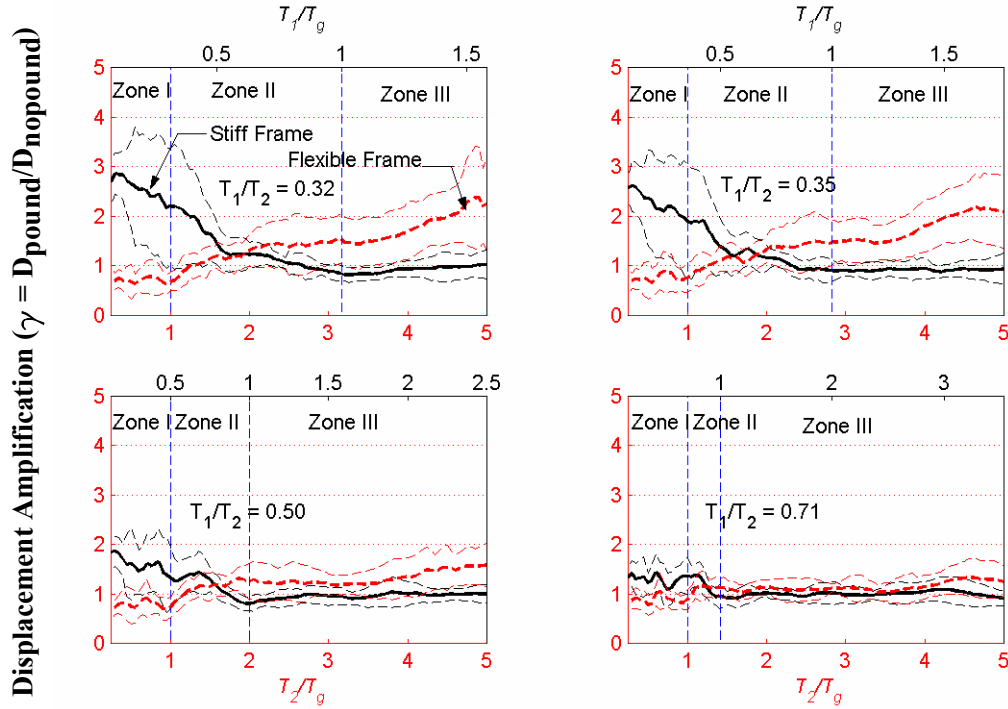 Displacement Amplification (γ = Dpound/Dnopound)
T1/Tg
0.5 1 1.5
5
4
3
2
1
0
Zone I Zone II Zone III
Stiff Frame
Flexible Frame
T1/T2 = 0.32
1 2 3 4 5
T1/Tg
0.5 1 1.5
5
4
3
2
1
0
Zone I Zone II Zone III
T1/T2 = 0.35
1 2 3 4 5
0.5 1 1.5 2 2.5
5
4
3
2
1
0
Zone I Zone II Zone III
T1/T2 = 0.50
1 2 3 4 5
T2/Tg
1 2 3
5
4
3
2
1
0
Zone I Zone II Zone III
T1/T2 = 0.71
1 2 3 4 5
T2/Tg